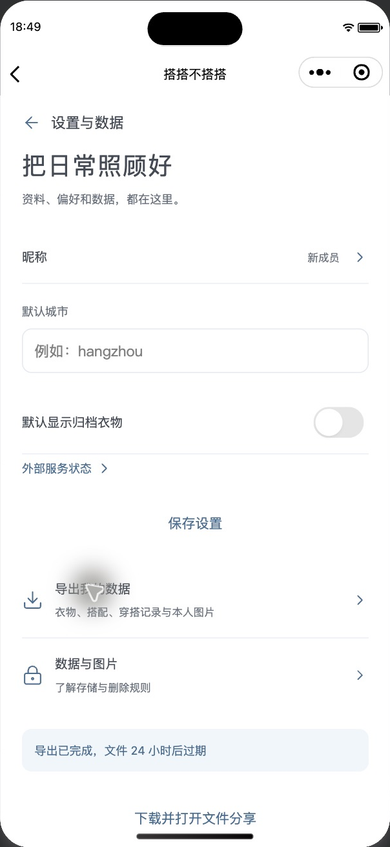 18:49
搭搭不搭搭
设置与数据
把日常照顾好
资料、偏好和数据，都在这里。
昵称
新成员
默认城市
例如：hangzhou
默认显示归档衣物
外部服务状态
保存设置
导出我的数据
衣物、搭配、穿搭记录与本人图片
数据与图片
了解存储与删除规则
导出已完成，文件 24 小时后过期
下载并打开文件分享